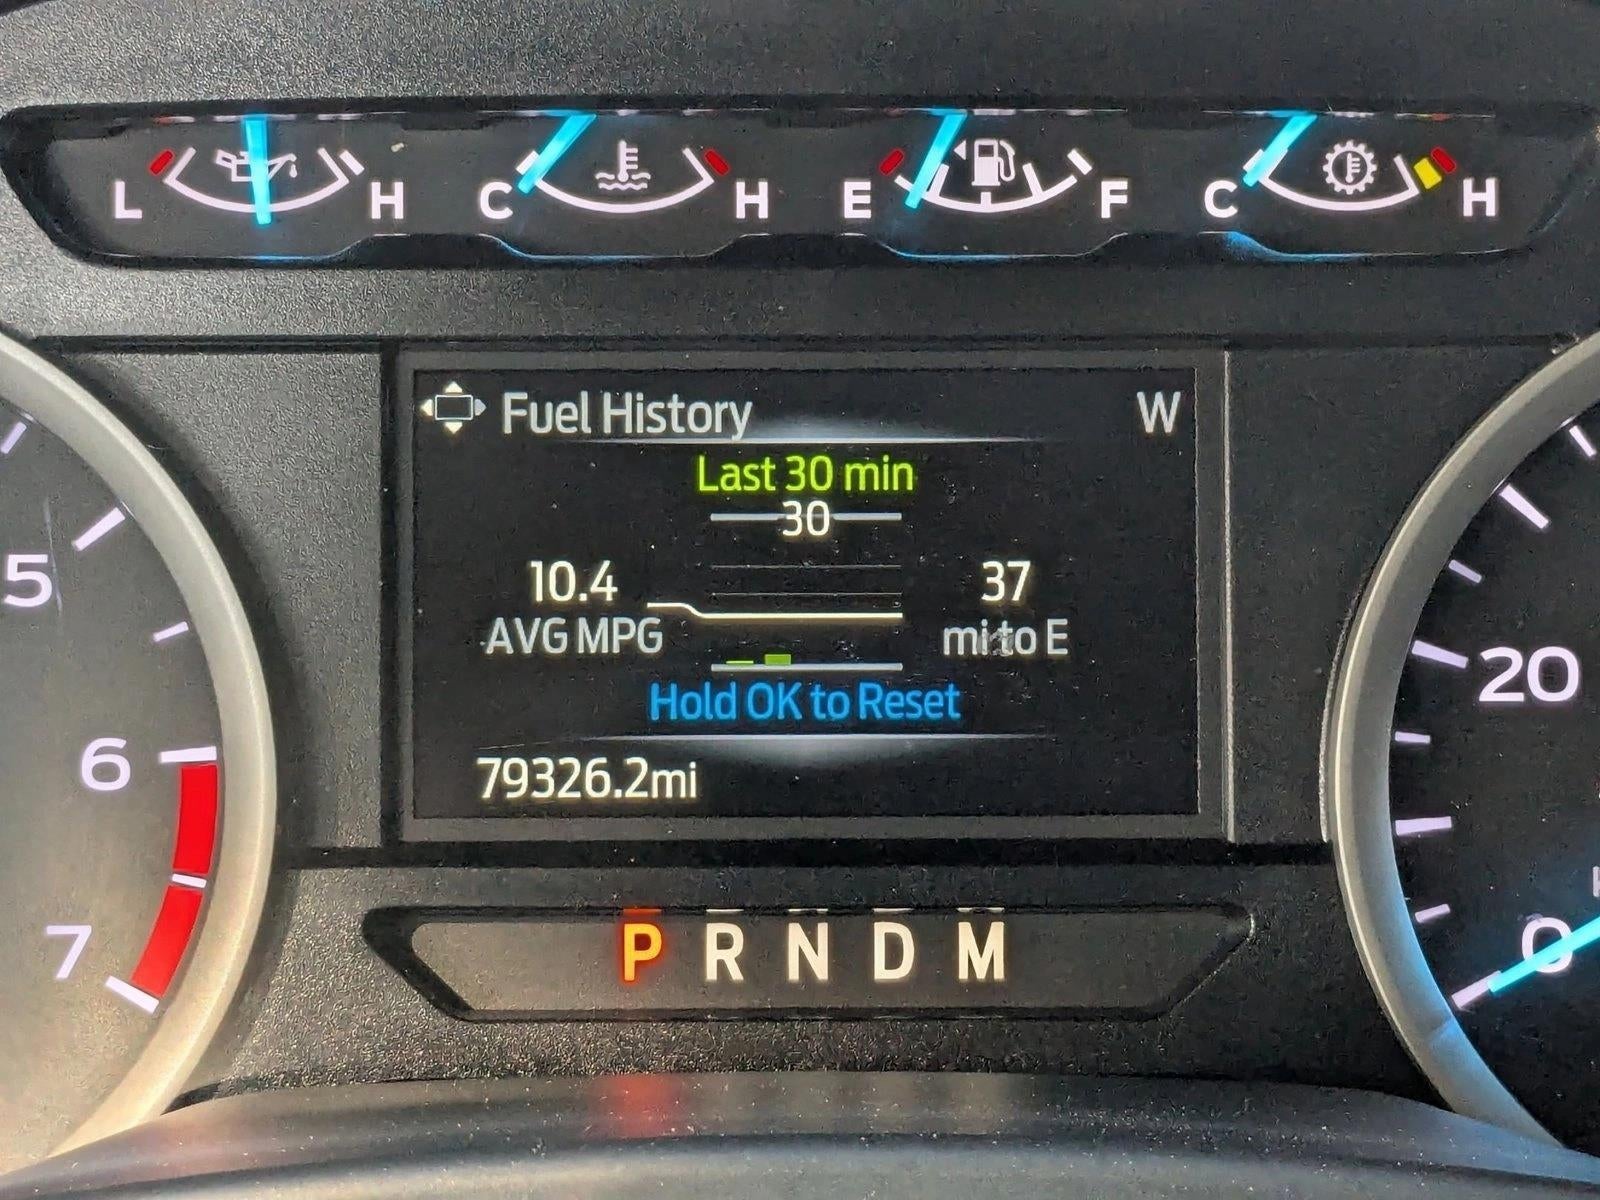 L H C H E F C H
Fuel History W
Last 30 min
30
10.4 37
AVG MPG mi to E
Hold OK to Reset
79326.2mi
P R N D M
5
6
7
20
0